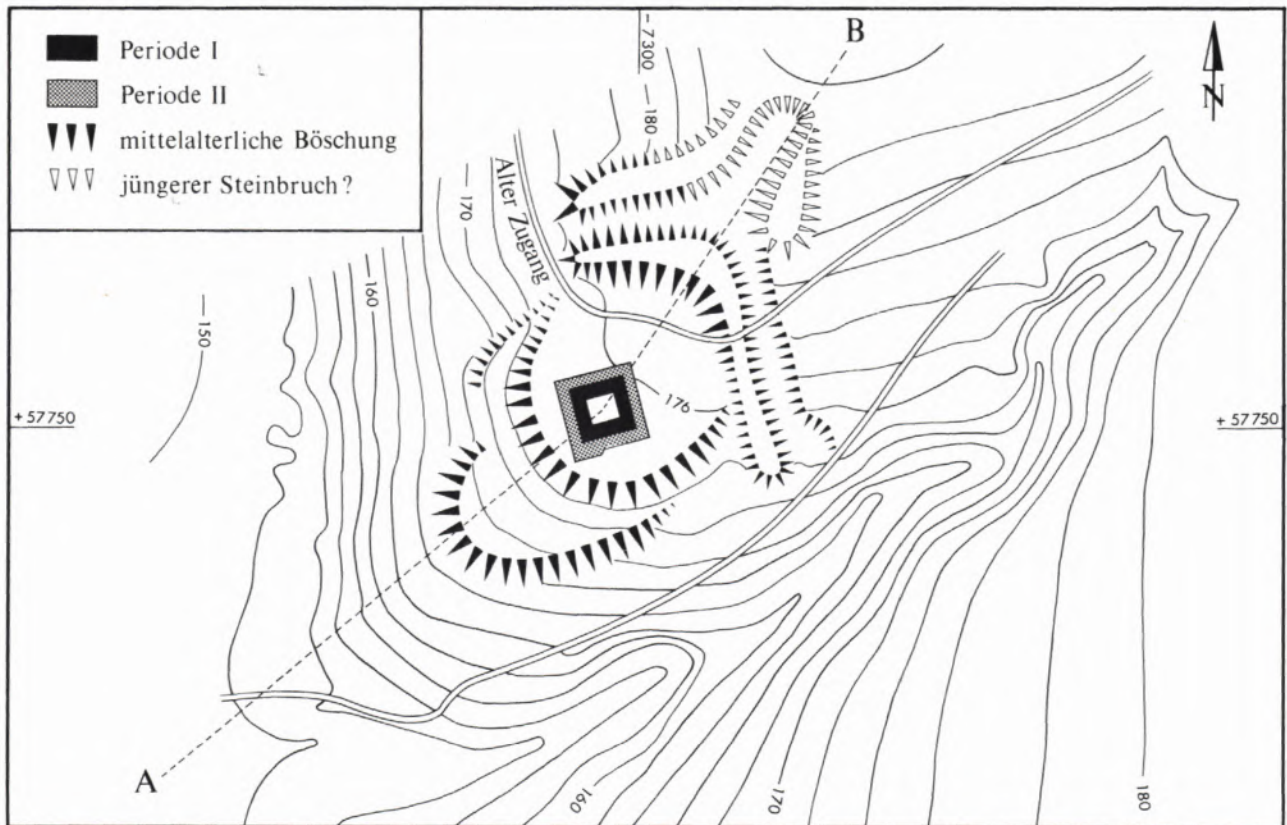 Periode I
Periode II
mittelalterliche Böschung
jüngerer Steinbruch?
- 7300
B
N
— 180
— 170
Alter Zugang
— 160
— 150
176
+ 57750
+ 57750
A
160
170
180